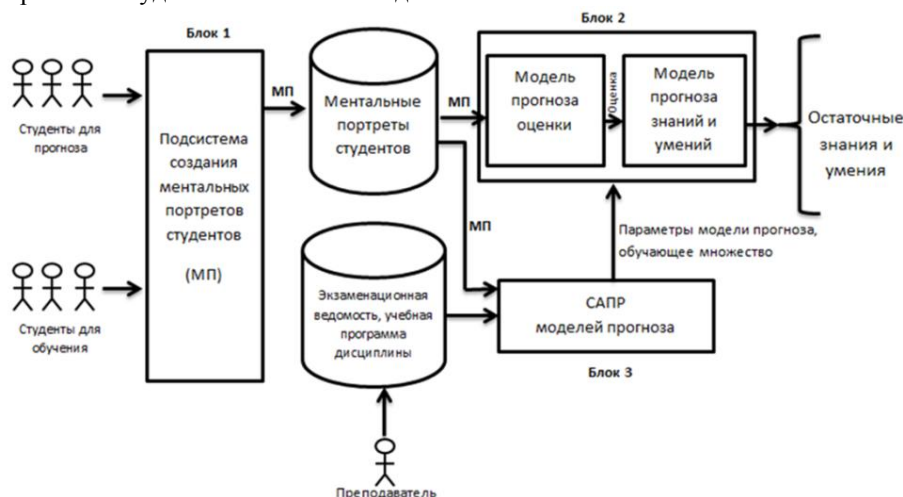 Блок 1
Студенты для
прогноза
Студенты для
обучения
Подсистема
создания
ментальных
портретов
студентов
(МП)
МП
Ментальные
портреты
студентов
МП
МП
Блок 2
Модель
прогноза
оценки
Оценка
Модель
прогноза
знаний и
умений
Остаточные
знания и
умения
Параметры модели прогноза,
обучающее множество
Экзаменационная
ведомость, учебная
программа
дисциплины
САПР
моделей прогноза
Блок 3
Преподаватель